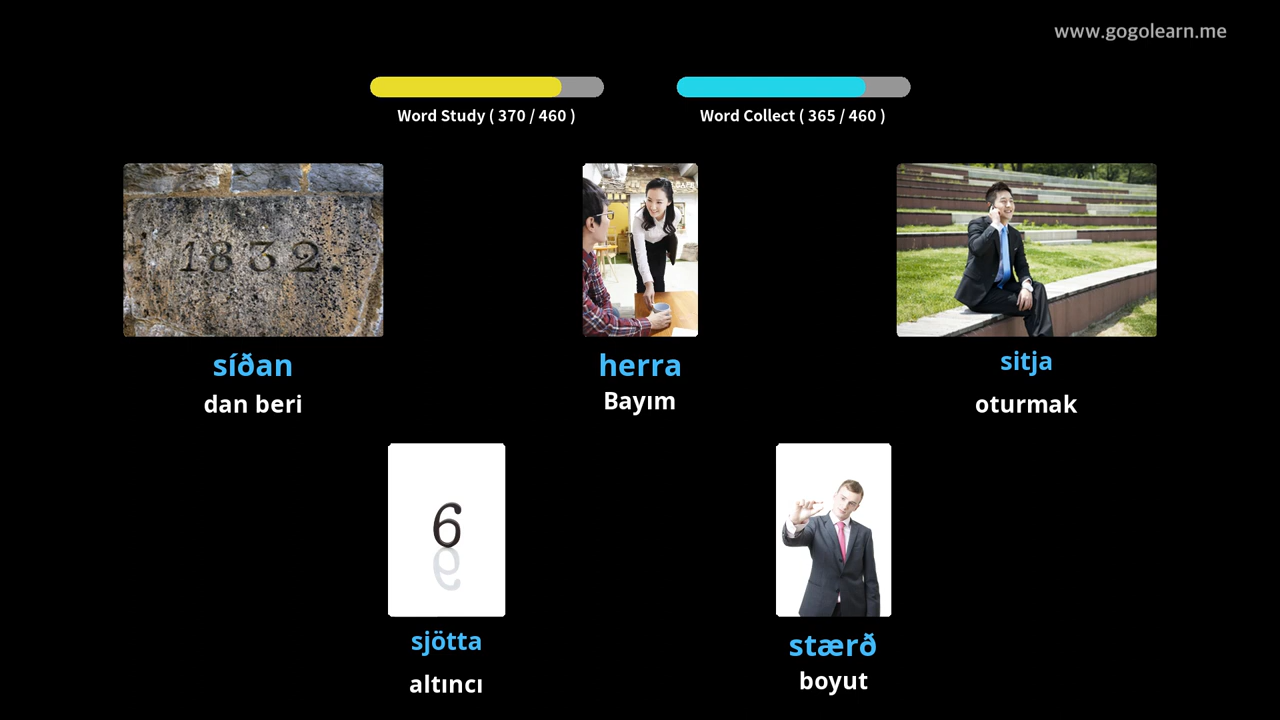 www.gogolearn.me
Word Study ( 370 / 460 )
Word Collect ( 365 / 460 )
1832.
síðan
dan beri
herra
Bayım
sitja
oturmak
6
sjötta
altıncı
stærð
boyut